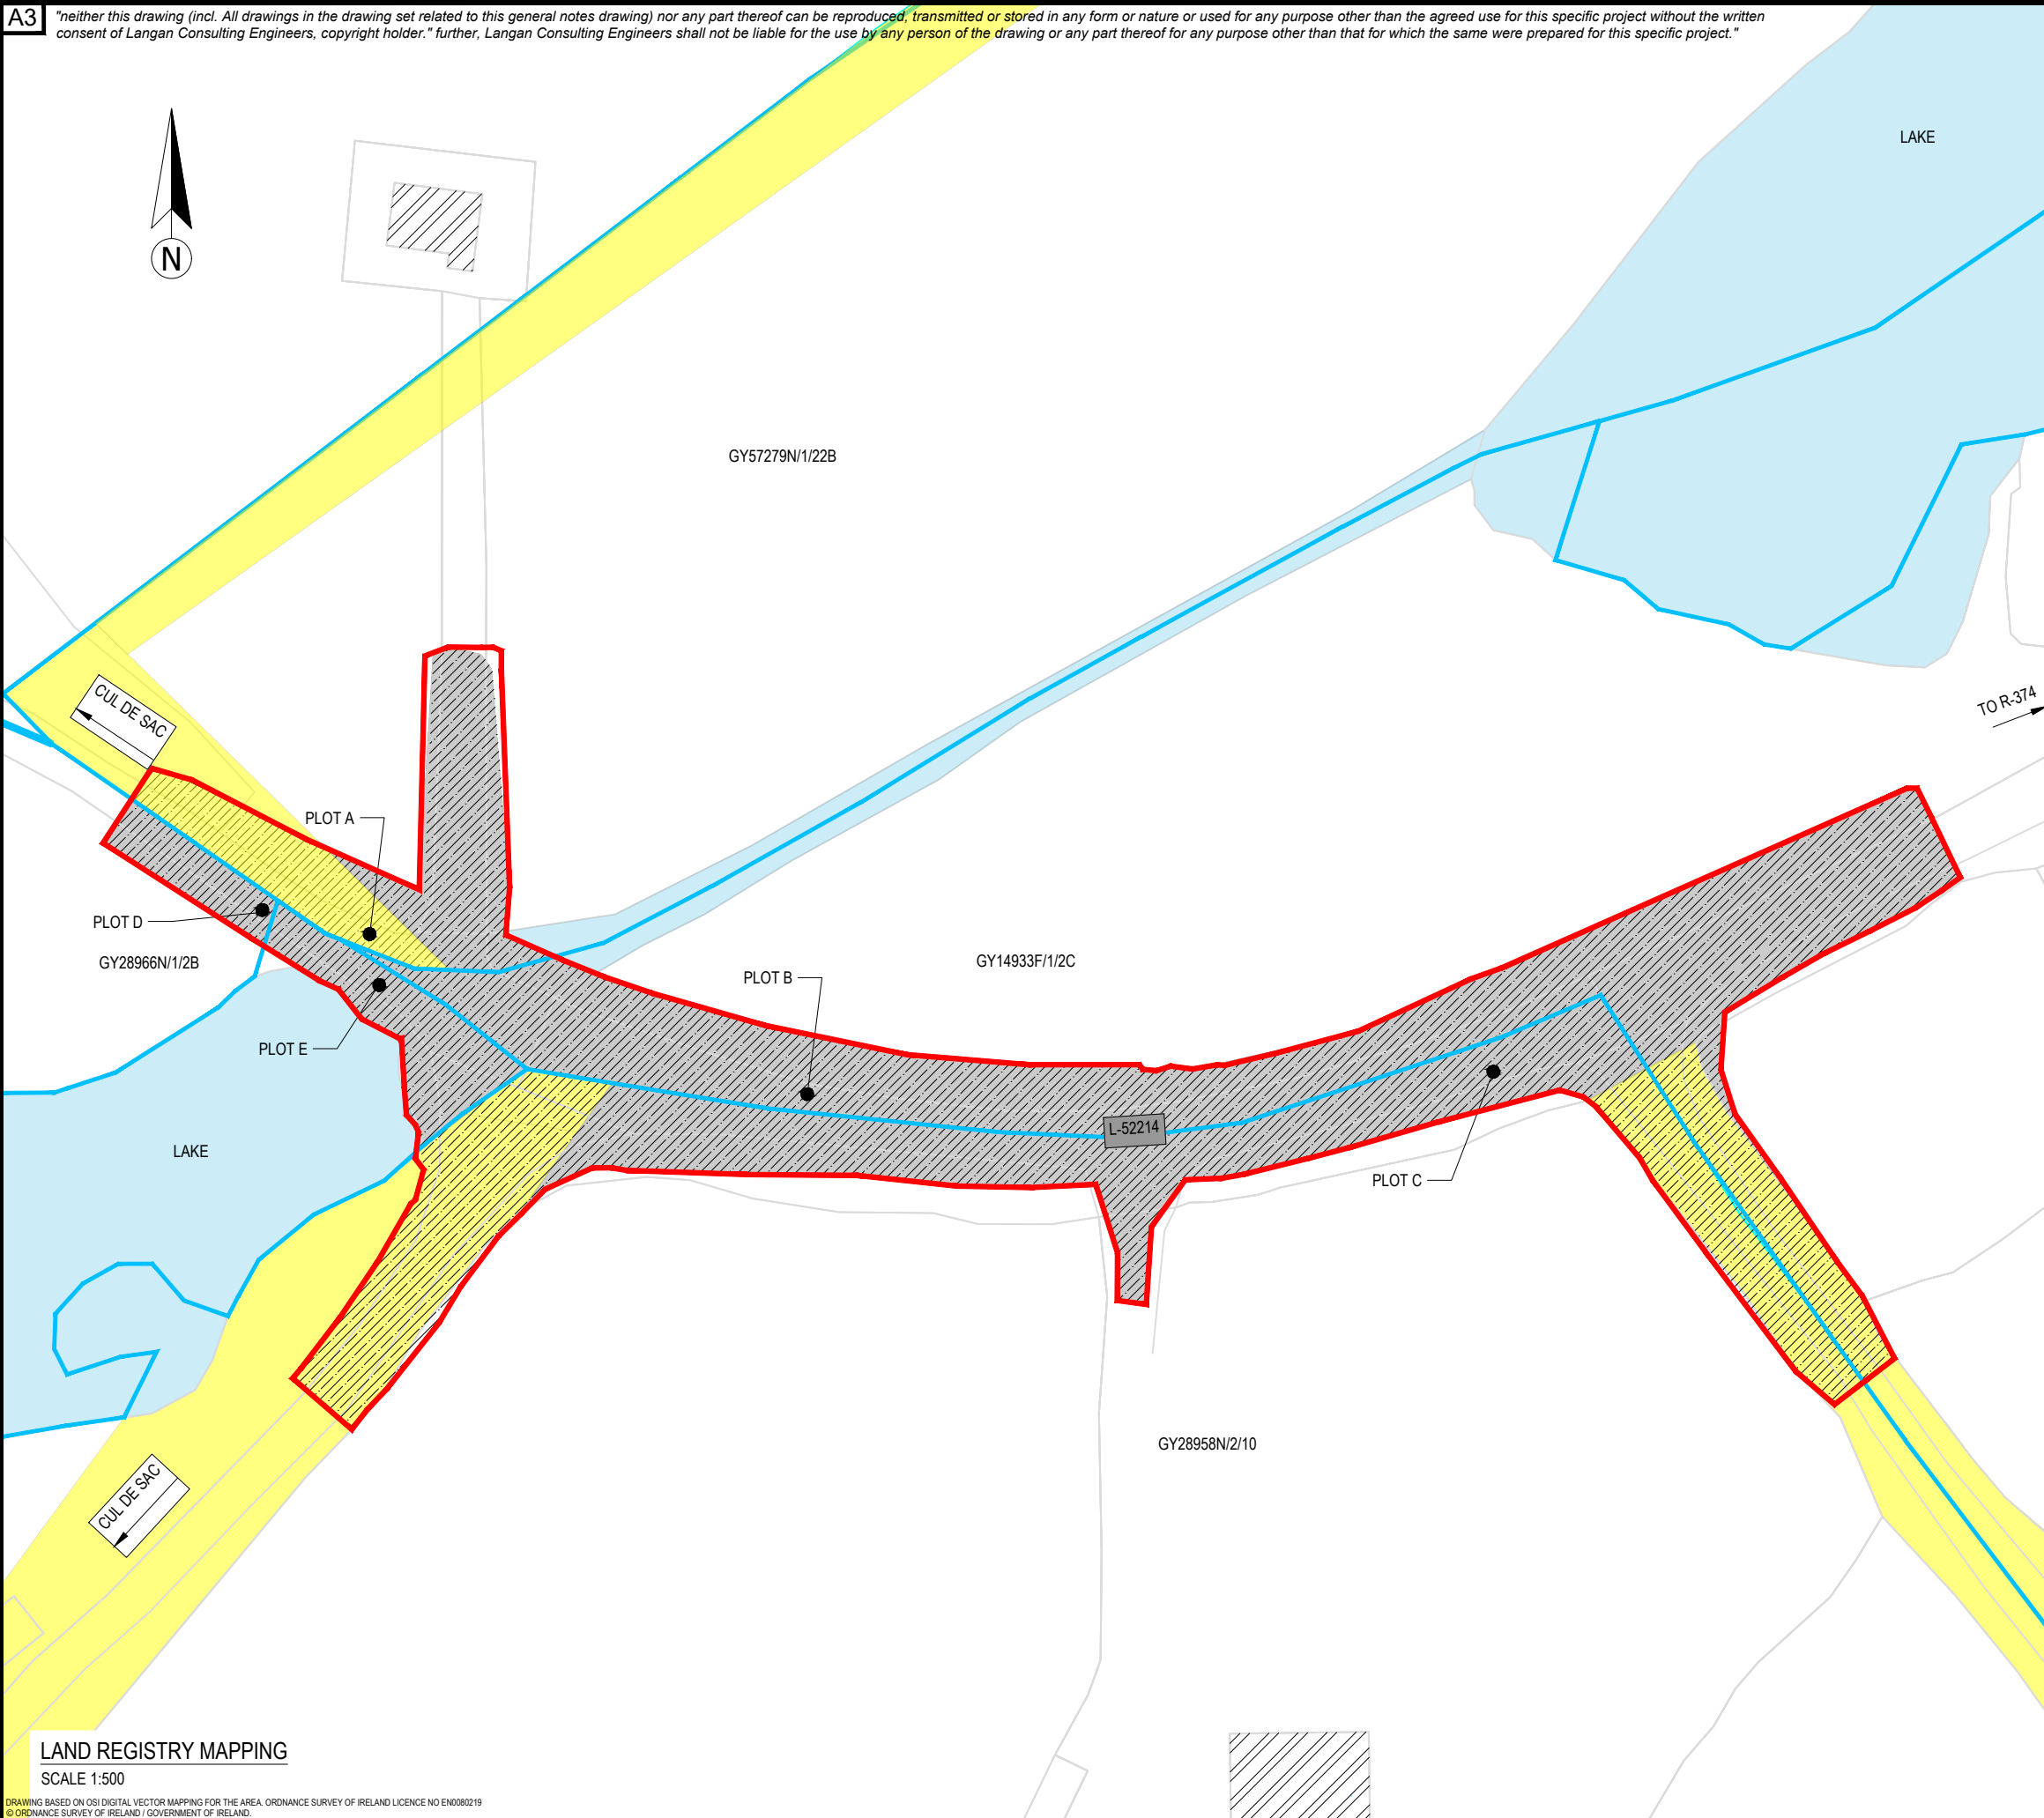 A3
"neither this drawing (incl. All drawings in the drawing set related to this general notes drawing) nor any part thereof can be reproduced, transmitted or stored in any form or nature or used for any purpose other than the agreed use for this specific project without the written
consent of Langan Consulting Engineers, copyright holder." further, Langan Consulting Engineers shall not be liable for the use by any person of the drawing or any part thereof for any purpose other than that for which the same were prepared for this specific project."
LAKE
N
GY57279N/1/22B
CUL DE SAC
TO R-374
PLOT A
PLOT D
GY28966N/1/2B
PLOT B
GY14933F/1/2C
PLOT E
L-52214
LAKE
PLOT C
GY28958N/2/10
CUL DE SAC
LAND REGISTRY MAPPING
SCALE 1:500
DRAWING BASED ON OSI DIGITAL VECTOR MAPPING FOR THE AREA. ORDNANCE SURVEY OF IRELAND LICENCE NO EN0080219
© ORDNANCE SURVEY OF IRELAND / GOVERNMENT OF IRELAND.